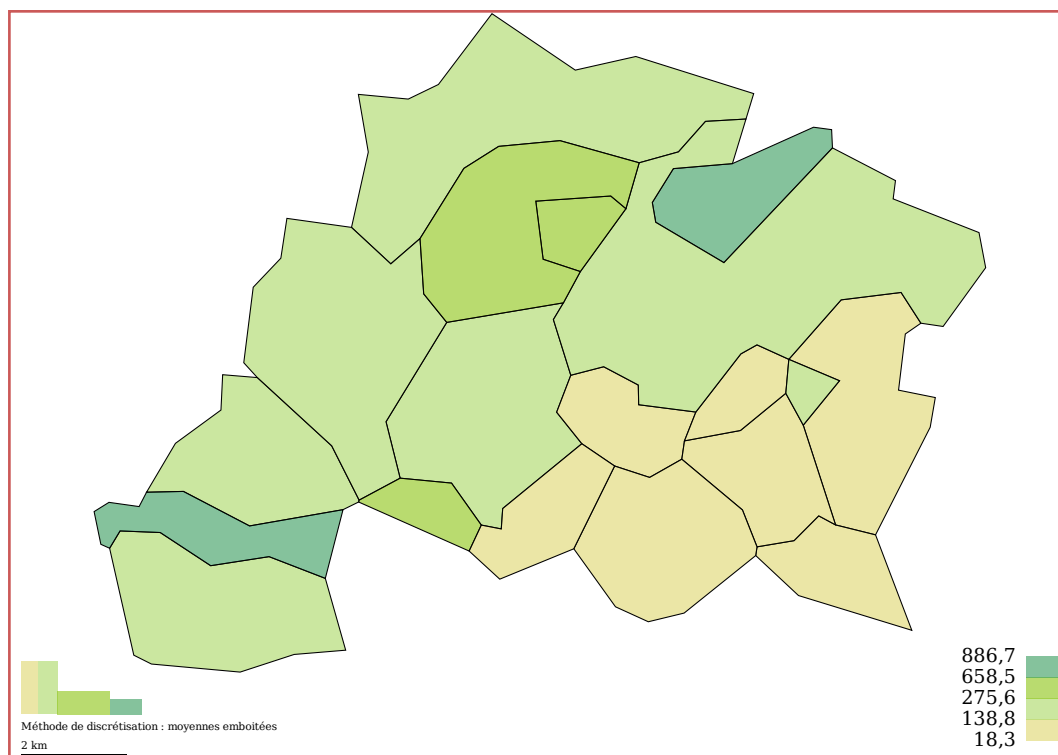 886,7
658,5
275,6
138,8
18,3
Méthode de discrétisation : moyennes emboitées
2 km